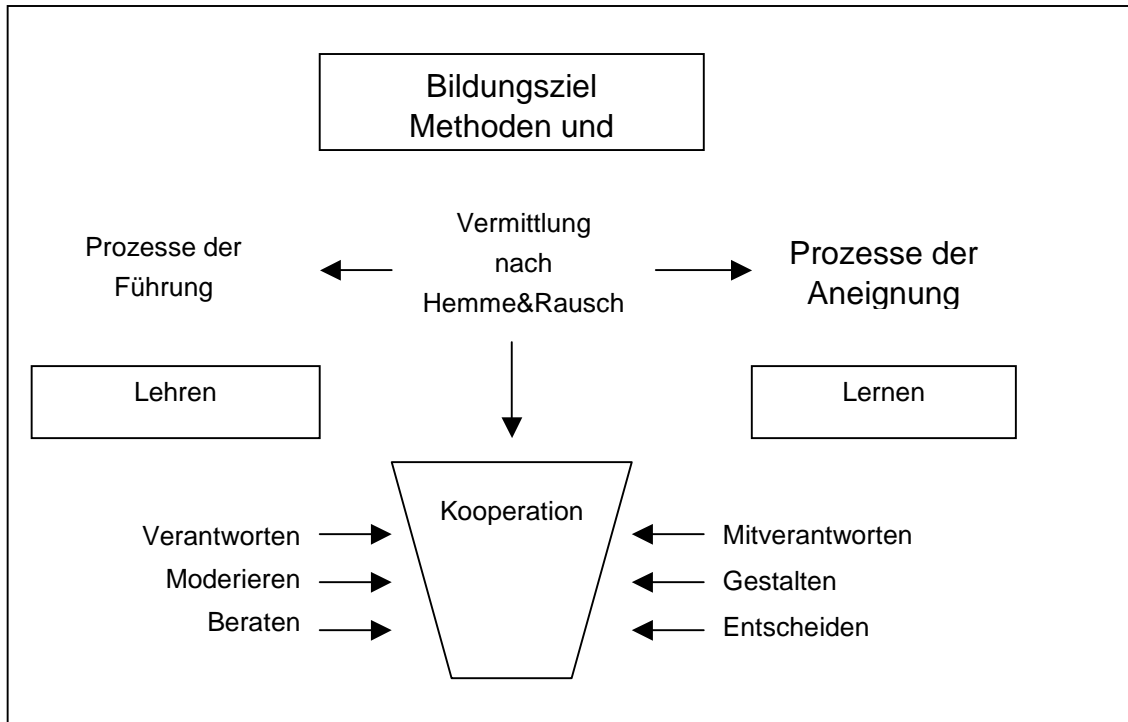 Bildungsziel
Methoden und
Vermittlung
nach
Hemme&Rausch
Prozesse der
Führung
Prozesse der
Aneignung
Lehren
Lernen
Kooperation
Verantworten
Moderieren
Beraten
Mitverantworten
Gestalten
Entscheiden